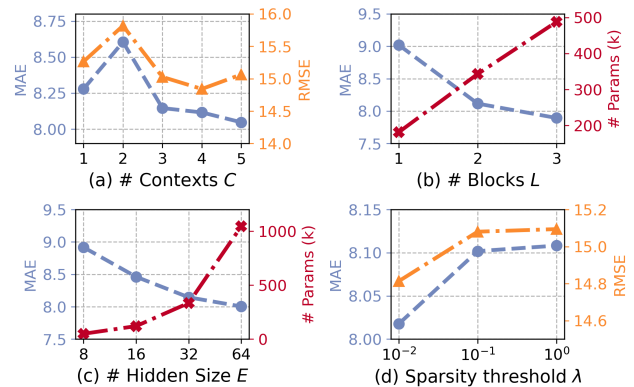 8.75
8.50
8.25
8.00
MAE
16.0
15.5
15.0
14.5
14.0
RMSE
1 2 3 4 5
(a) # Contexts C
9.5
9.0
8.5
8.0
7.5
MAE
500
400
300
200
# Params (k)
1 2 3
(b) # Blocks L
9.5
9.0
8.5
8.0
7.5
MAE
1000
500
0
# Params (k)
8 16 32 64
(c) # Hidden Size E
8.15
8.10
8.05
8.00
MAE
15.2
15.0
14.8
14.6
RMSE
10⁻² 10⁻¹ 10⁰
(d) Sparsity threshold λ